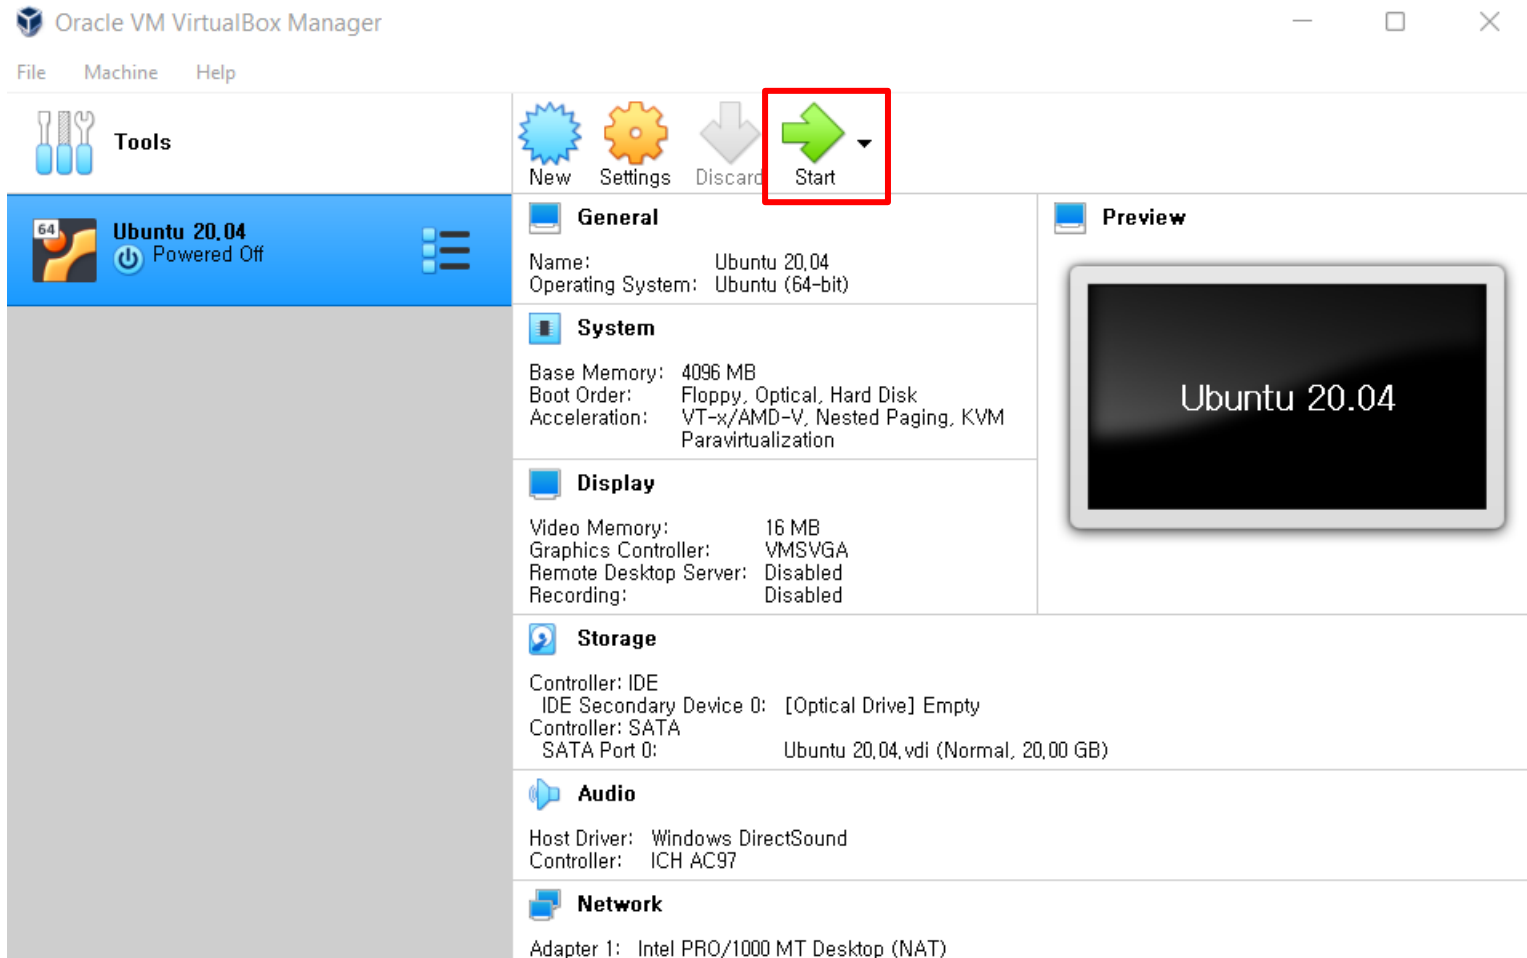 Oracle VM VirtualBox Manager
File Machine Help
Tools
New Settings Discard Start
64
Ubuntu 20.04
Powered Off
General
Name: Ubuntu 20.04
Operating System: Ubuntu (64-bit)
Preview
Ubuntu 20.04
System
Base Memory: 4096 MB
Boot Order: Floppy, Optical, Hard Disk
Acceleration: VT-x/AMD-V, Nested Paging, KVM
Paravirtualization
Display
Video Memory: 16 MB
Graphics Controller: VMSVGA
Remote Desktop Server: Disabled
Recording: Disabled
Storage
Controller: IDE
IDE Secondary Device 0: [Optical Drive] Empty
Controller: SATA
SATA Port 0: Ubuntu 20.04.vdi (Normal, 20.00 GB)
Audio
Host Driver: Windows DirectSound
Controller: ICH AC97
Network
Adapter 1: Intel PRO/1000 MT Desktop (NAT)